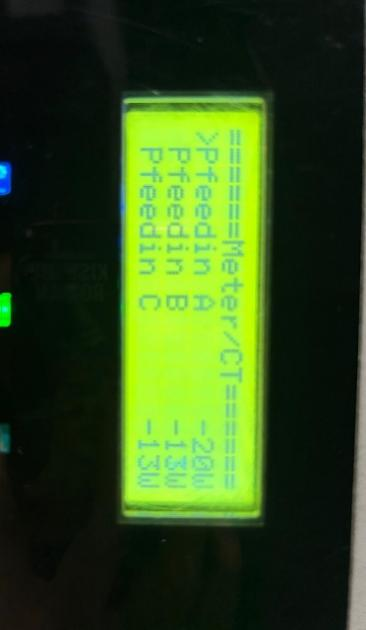 ======Meter/CT======
>Pfeedin A     -20W
 Pfeedin B     -13W
 Pfeedin C     -13W